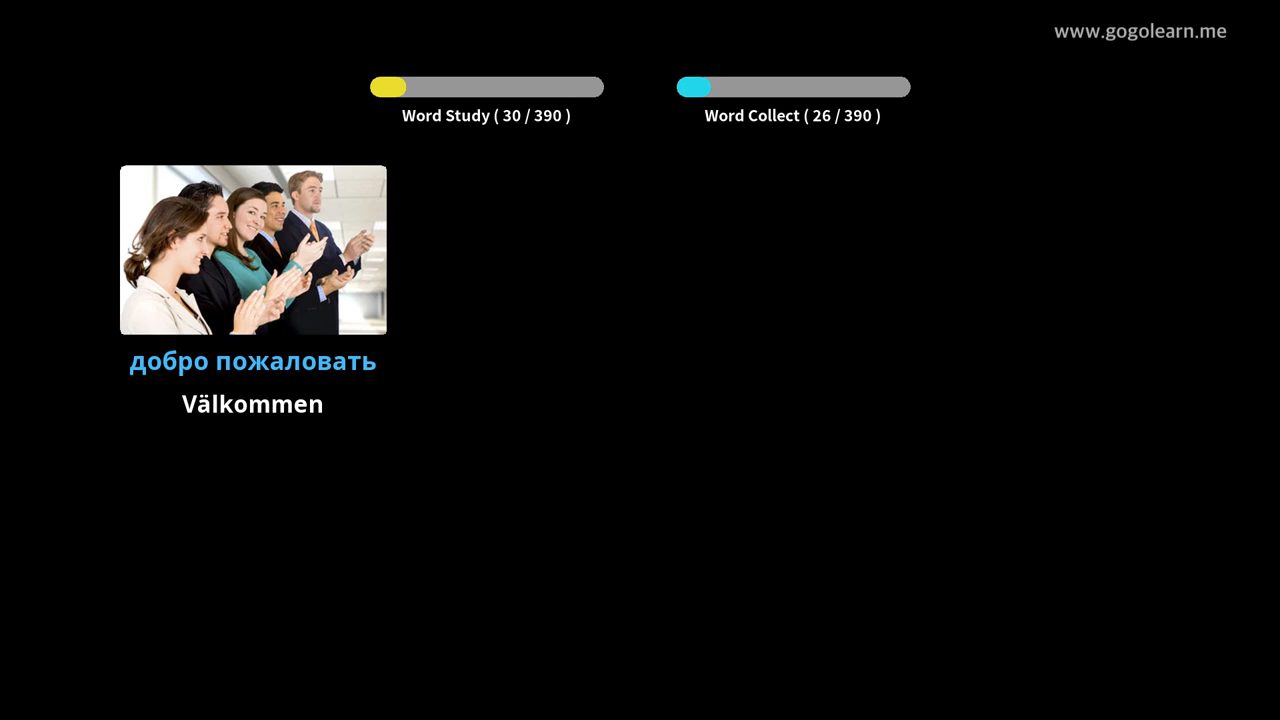 www.gogolearn.me
Word Study ( 30 / 390 )
Word Collect ( 26 / 390 )
добро пожаловать
Välkommen